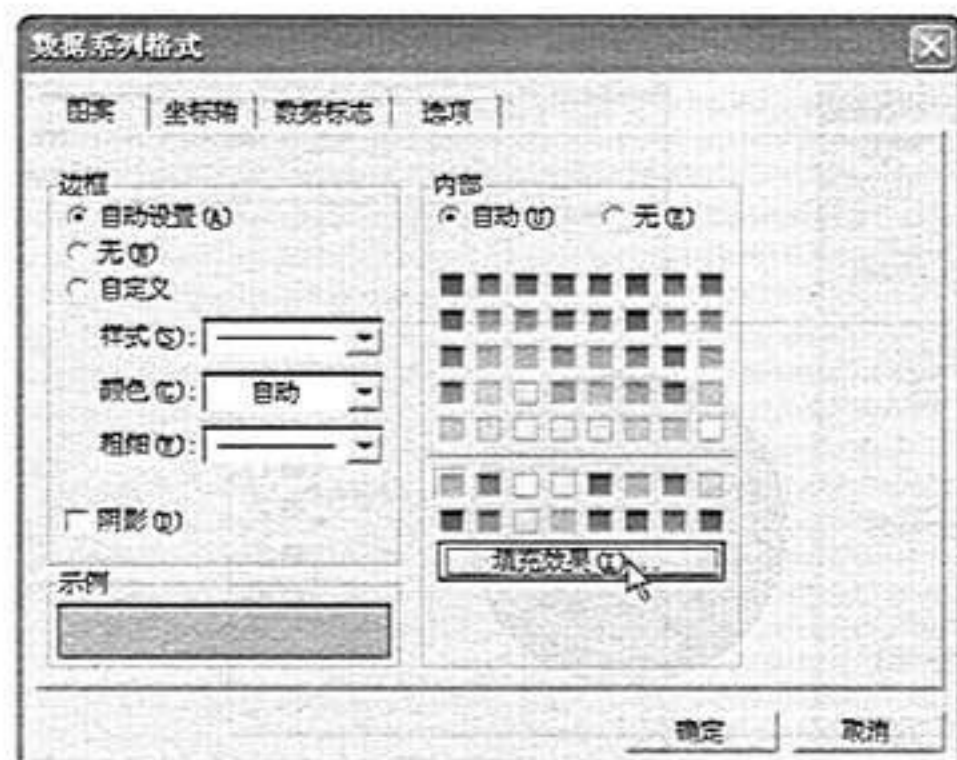 数据系列格式
图案 坐标轴 数据标志 选项
边框
自动设置(A)
无(N)
自定义
样式(S):
颜色(C): 自动
粗细(W):
阴影(D)
示例
内部
自动(U) 无(E)
填充效果(I)...
确定 取消